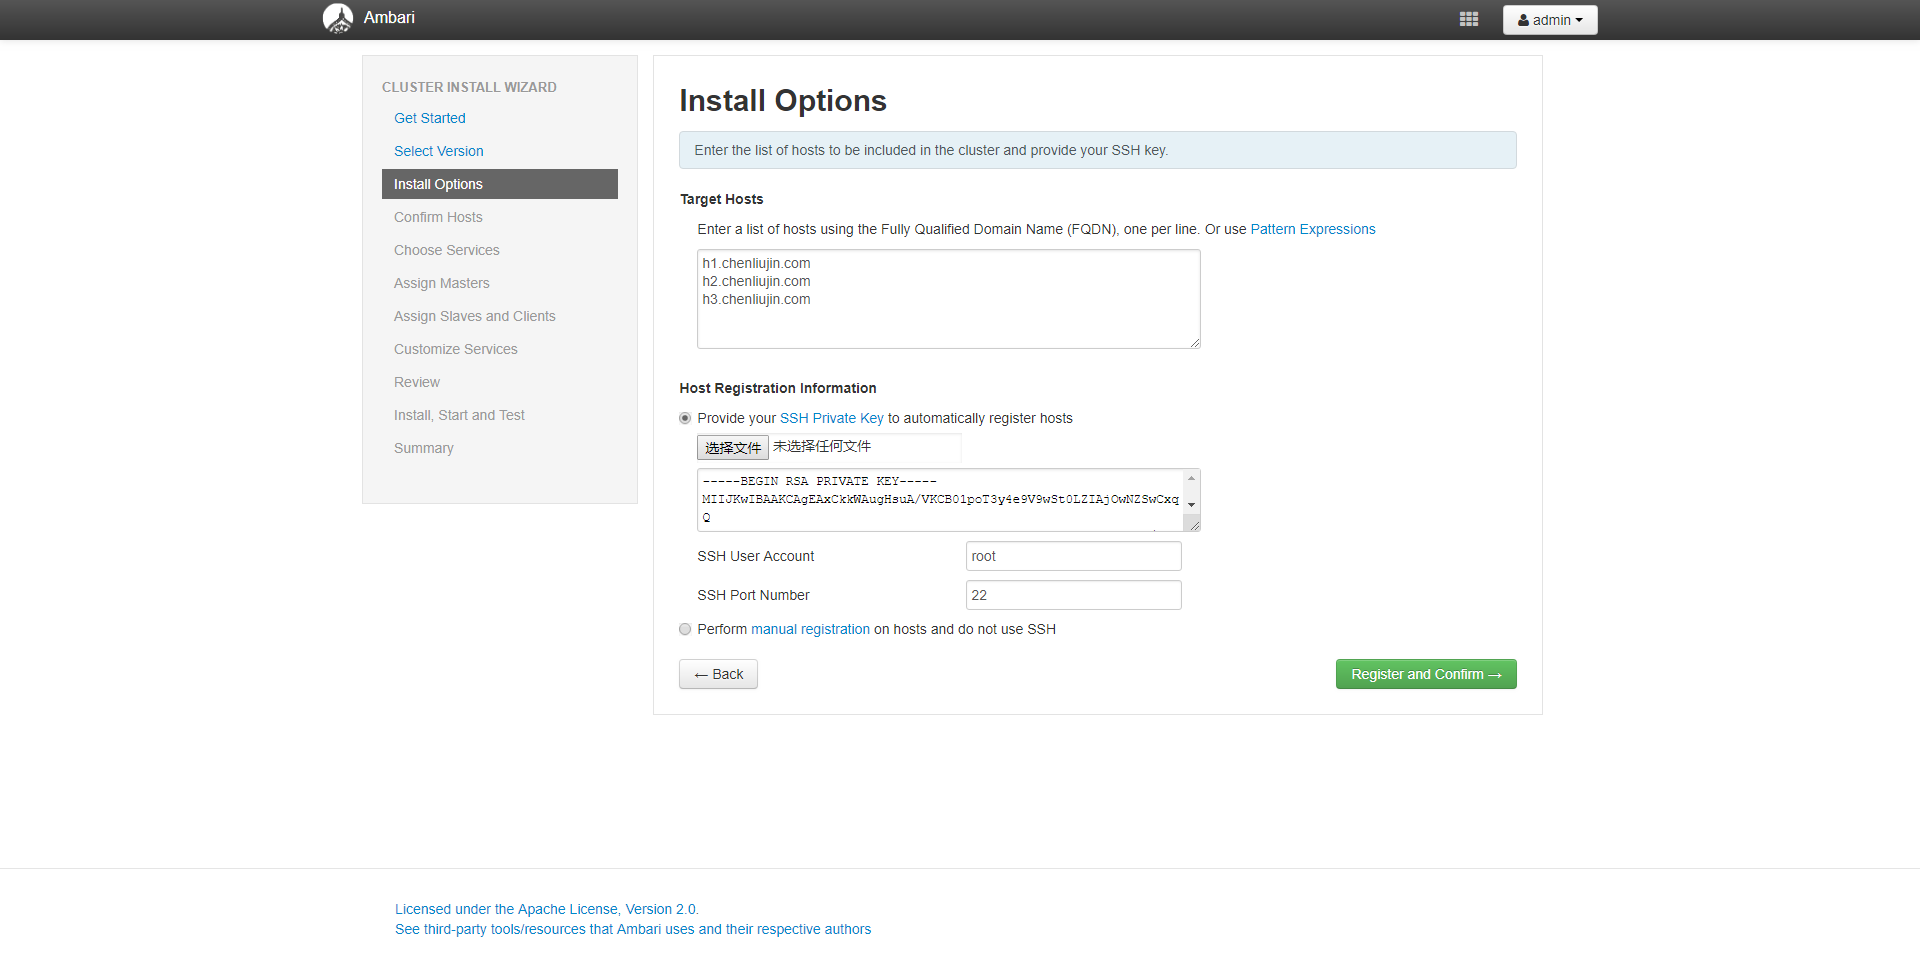 Ambari
admin
CLUSTER INSTALL WIZARD
Get Started
Select Version
Install Options
Confirm Hosts
Choose Services
Assign Masters
Assign Slaves and Clients
Customize Services
Review
Install, Start and Test
Summary
Install Options
Enter the list of hosts to be included in the cluster and provide your SSH key.
Target Hosts
Enter a list of hosts using the Fully Qualified Domain Name (FQDN), one per line. Or use Pattern Expressions
h1.chenliujin.com
h2.chenliujin.com
h3.chenliujin.com
Host Registration Information
Provide your SSH Private Key to automatically register hosts
选择文件 未选择任何文件
-----BEGIN RSA PRIVATE KEY-----
MIIJKwIBAAKCAgEAxCkkWAugHsuA/VKCB01poT3y4e9V9wSt0LZIAjOwNZSwCxq
Q
SSH User Account root
SSH Port Number 22
Perform manual registration on hosts and do not use SSH
← Back
Register and Confirm →
Licensed under the Apache License, Version 2.0.
See third-party tools/resources that Ambari uses and their respective authors